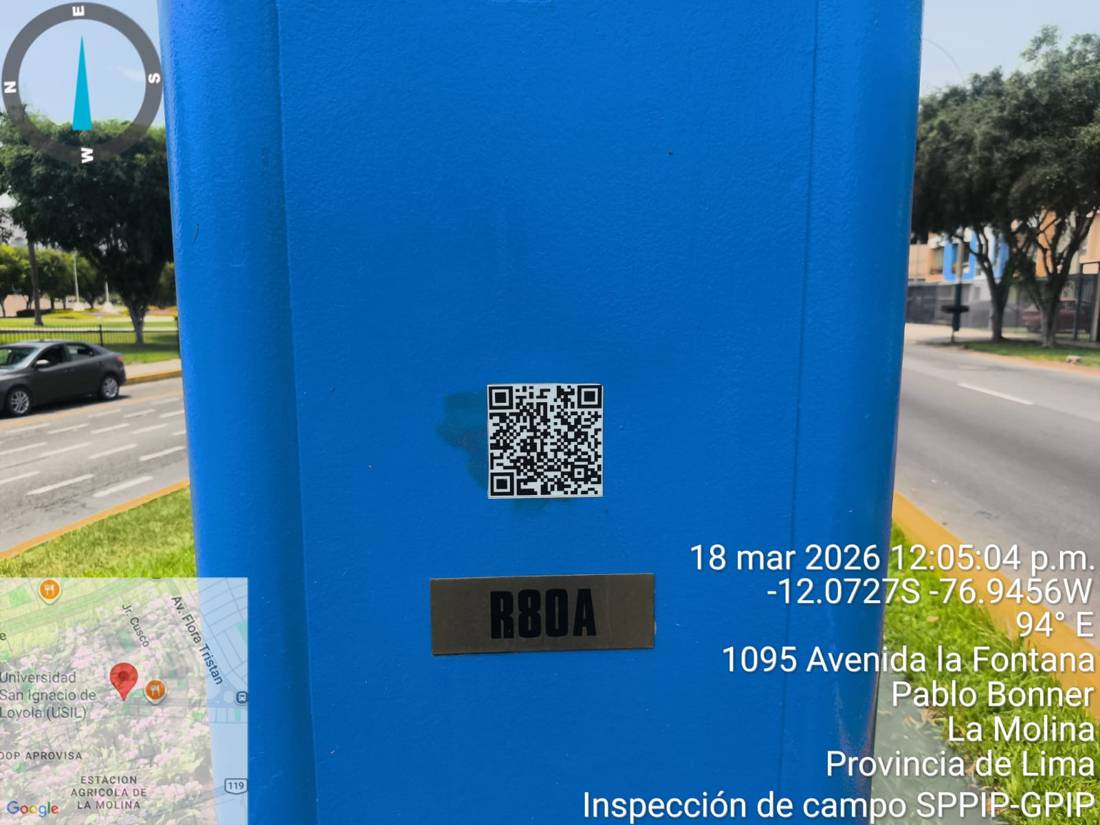 E
N
S
W
R80A
18 mar 2026 12:05:04 p.m.
-12.0727S -76.9456W
94° E
1095 Avenida la Fontana
Pablo Bonner
La Molina
Provincia de Lima
Inspección de campo SPPIP-GPIP
Jr. Cusco
Av. Flora Tristan
e
Universidad
San Ignacio de
Loyola (USIL)
OOP APROVISA
ESTACION
AGRICOLA DE
LA MOLINA
119
Google